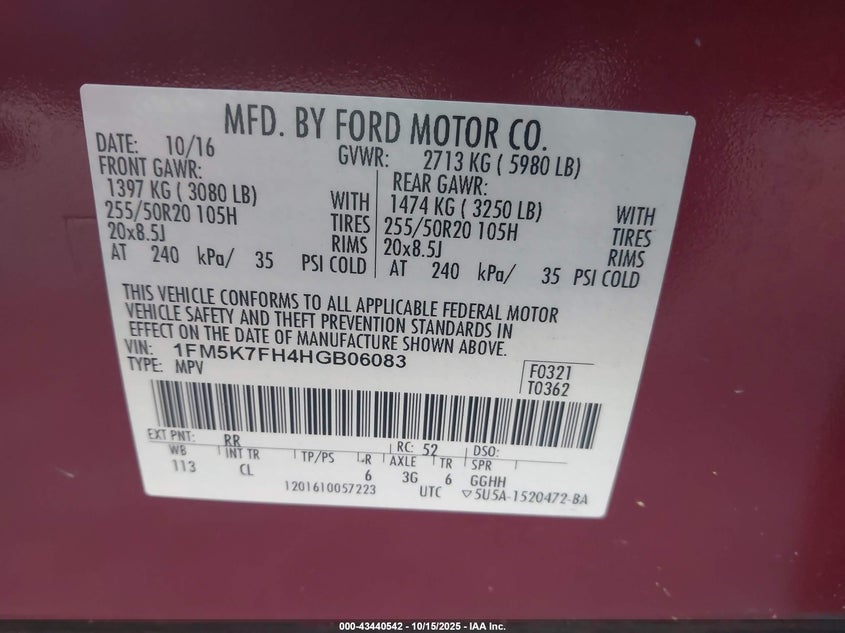 MFD. BY FORD MOTOR CO.
DATE: 10/16 GVWR: 2713 KG ( 5980 LB)
FRONT GAWR: REAR GAWR:
1397 KG ( 3080 LB) WITH 1474 KG ( 3250 LB) WITH
255/50R20 105H TIRES 255/50R20 105H TIRES
20x8.5J RIMS 20x8.5J RIMS
AT 240 kPa/ 35 PSI COLD AT 240 kPa/ 35 PSI COLD
THIS VEHICLE CONFORMS TO ALL APPLICABLE FEDERAL MOTOR
VEHICLE SAFETY AND THEFT PREVENTION STANDARDS IN
EFFECT ON THE DATE OF MANUFACTURE SHOWN ABOVE.
VIN: 1FM5K7FH4HGB06083
TYPE: MPV
F0321
T0362
EXT PNT: RR RC: 52 DSO:
WB INT TR TP/PS R AXLE TR SPR
113 CL 6 3G 6 GGHH
1201610057223 UTC ▽5U5A-1520472-BA
000-43440542 - 10/15/2025 - IAA Inc.